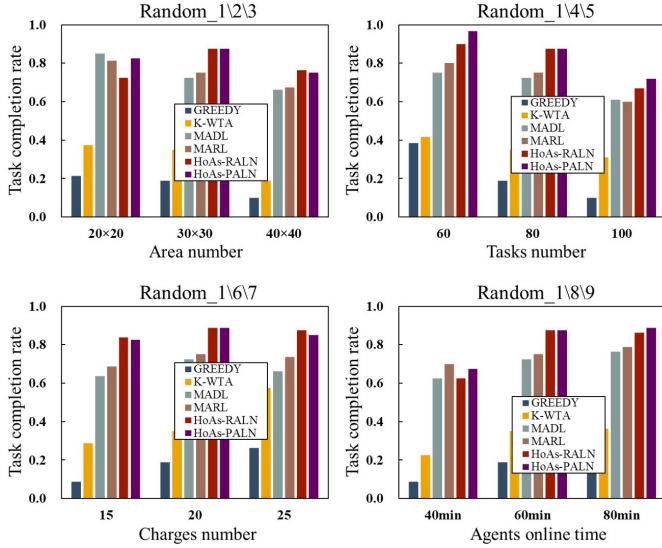 Random_1\2\3
Task completion rate
1.0
0.8
0.6
0.4
0.2
0.0
GREEDY
K-WTA
MADL
MARL
HoAs-RALN
HoAs-PALN
20×20
30×30
40×40
Area number
Random_1\4\5
Task completion rate
1.0
0.8
0.6
0.4
0.2
0.0
GREEDY
K-WTA
MADL
MARL
HoAs-RALN
HoAs-PALN
60
80
100
Tasks number
Random_1\6\7
Task completion rate
1.0
0.8
0.6
0.4
0.2
0.0
GREEDY
K-WTA
MADL
MARL
HoAs-RALN
HoAs-PALN
15
20
25
Charges number
Random_1\8\9
Task completion rate
1.0
0.8
0.6
0.4
0.2
0.0
GREEDY
K-WTA
MADL
MARL
HoAs-RALN
HoAs-PALN
40min
60min
80min
Agents online time